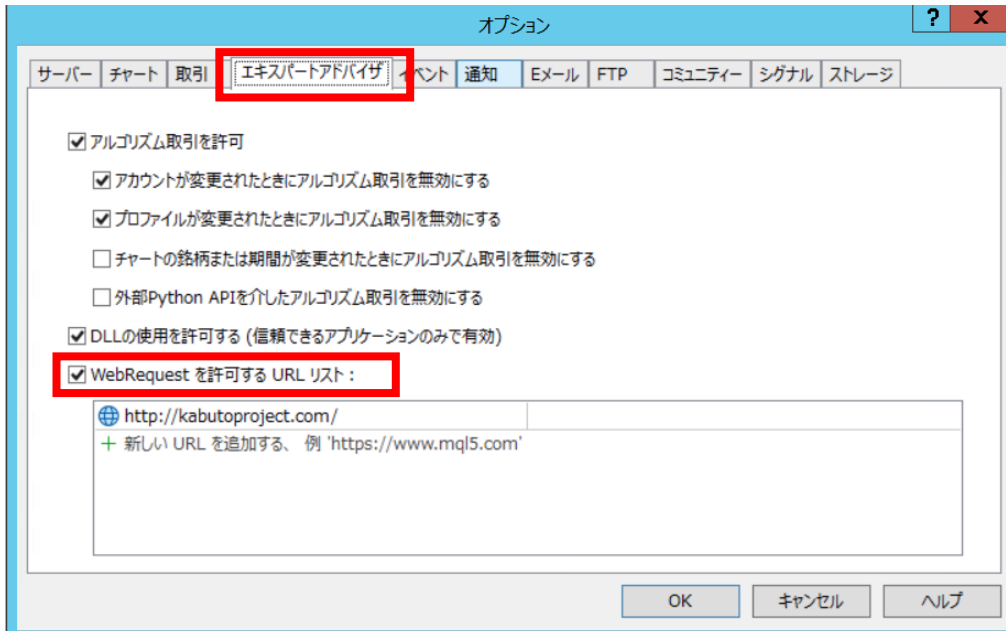 オプション
? x
サーバー チャート 取引 エキスパートアドバイザ イベント 通知 Eメール FTP コミュニティー シグナル ストレージ
アルゴリズム取引を許可
アカウントが変更されたときにアルゴリズム取引を無効にする
プロファイルが変更されたときにアルゴリズム取引を無効にする
チャートの銘柄または期間が変更されたときにアルゴリズム取引を無効にする
外部Python APIを介したアルゴリズム取引を無効にする
DLLの使用を許可する (信頼できるアプリケーションのみで有効)
WebRequest を許可する URL リスト:
http://kabutoproject.com/
新しい URL を追加する、 例 'https://www.mql5.com'
OK キャンセル ヘルプ